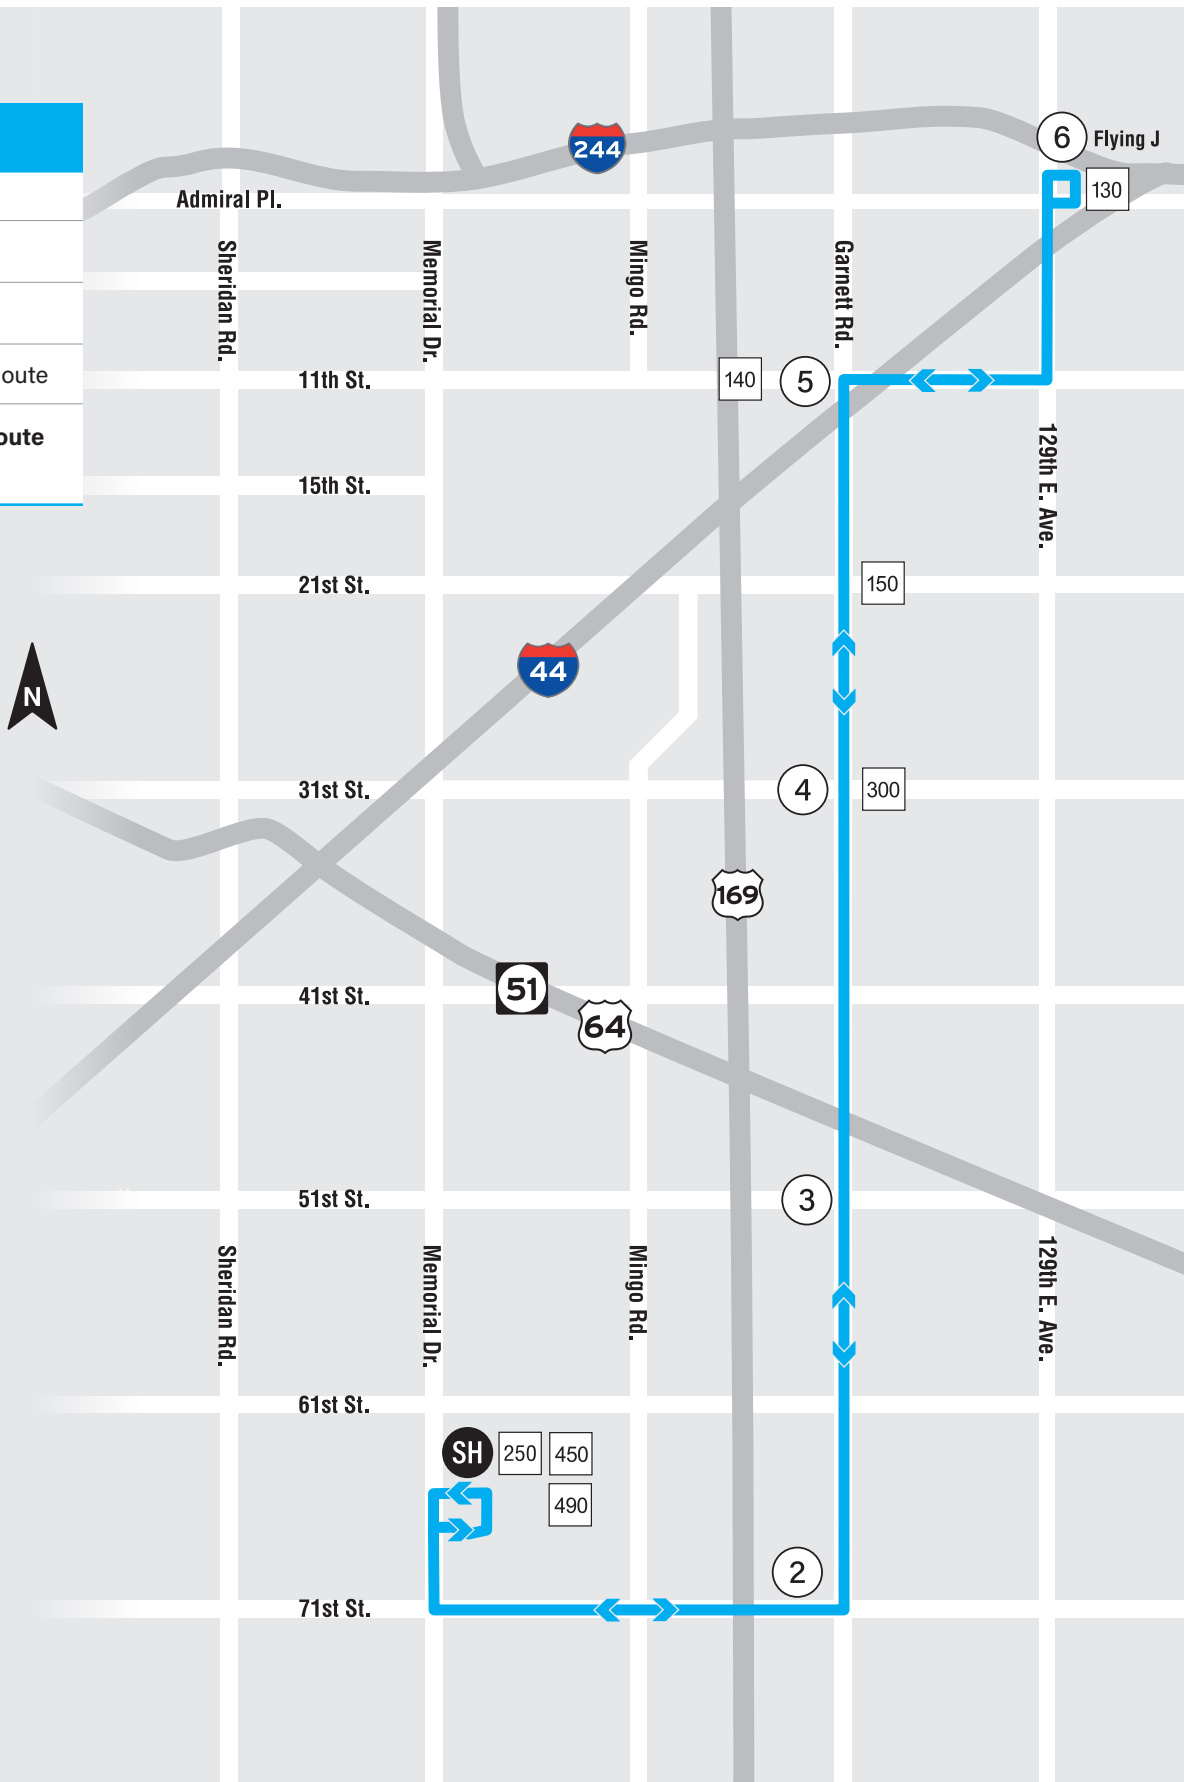 244
6 Flying J
130
Admiral Pl.
Sheridan Rd.
Memorial Dr.
Mingo Rd.
Garnett Rd.
oute
11th St.
140
5
oute
129th E. Ave.
15th St.
21st St.
150
44
N
31st St.
4
300
169
51
41st St.
64
51st St.
3
Sheridan Rd.
Memorial Dr.
Mingo Rd.
129th E. Ave.
61st St.
SH 250 450
490
2
71st St.